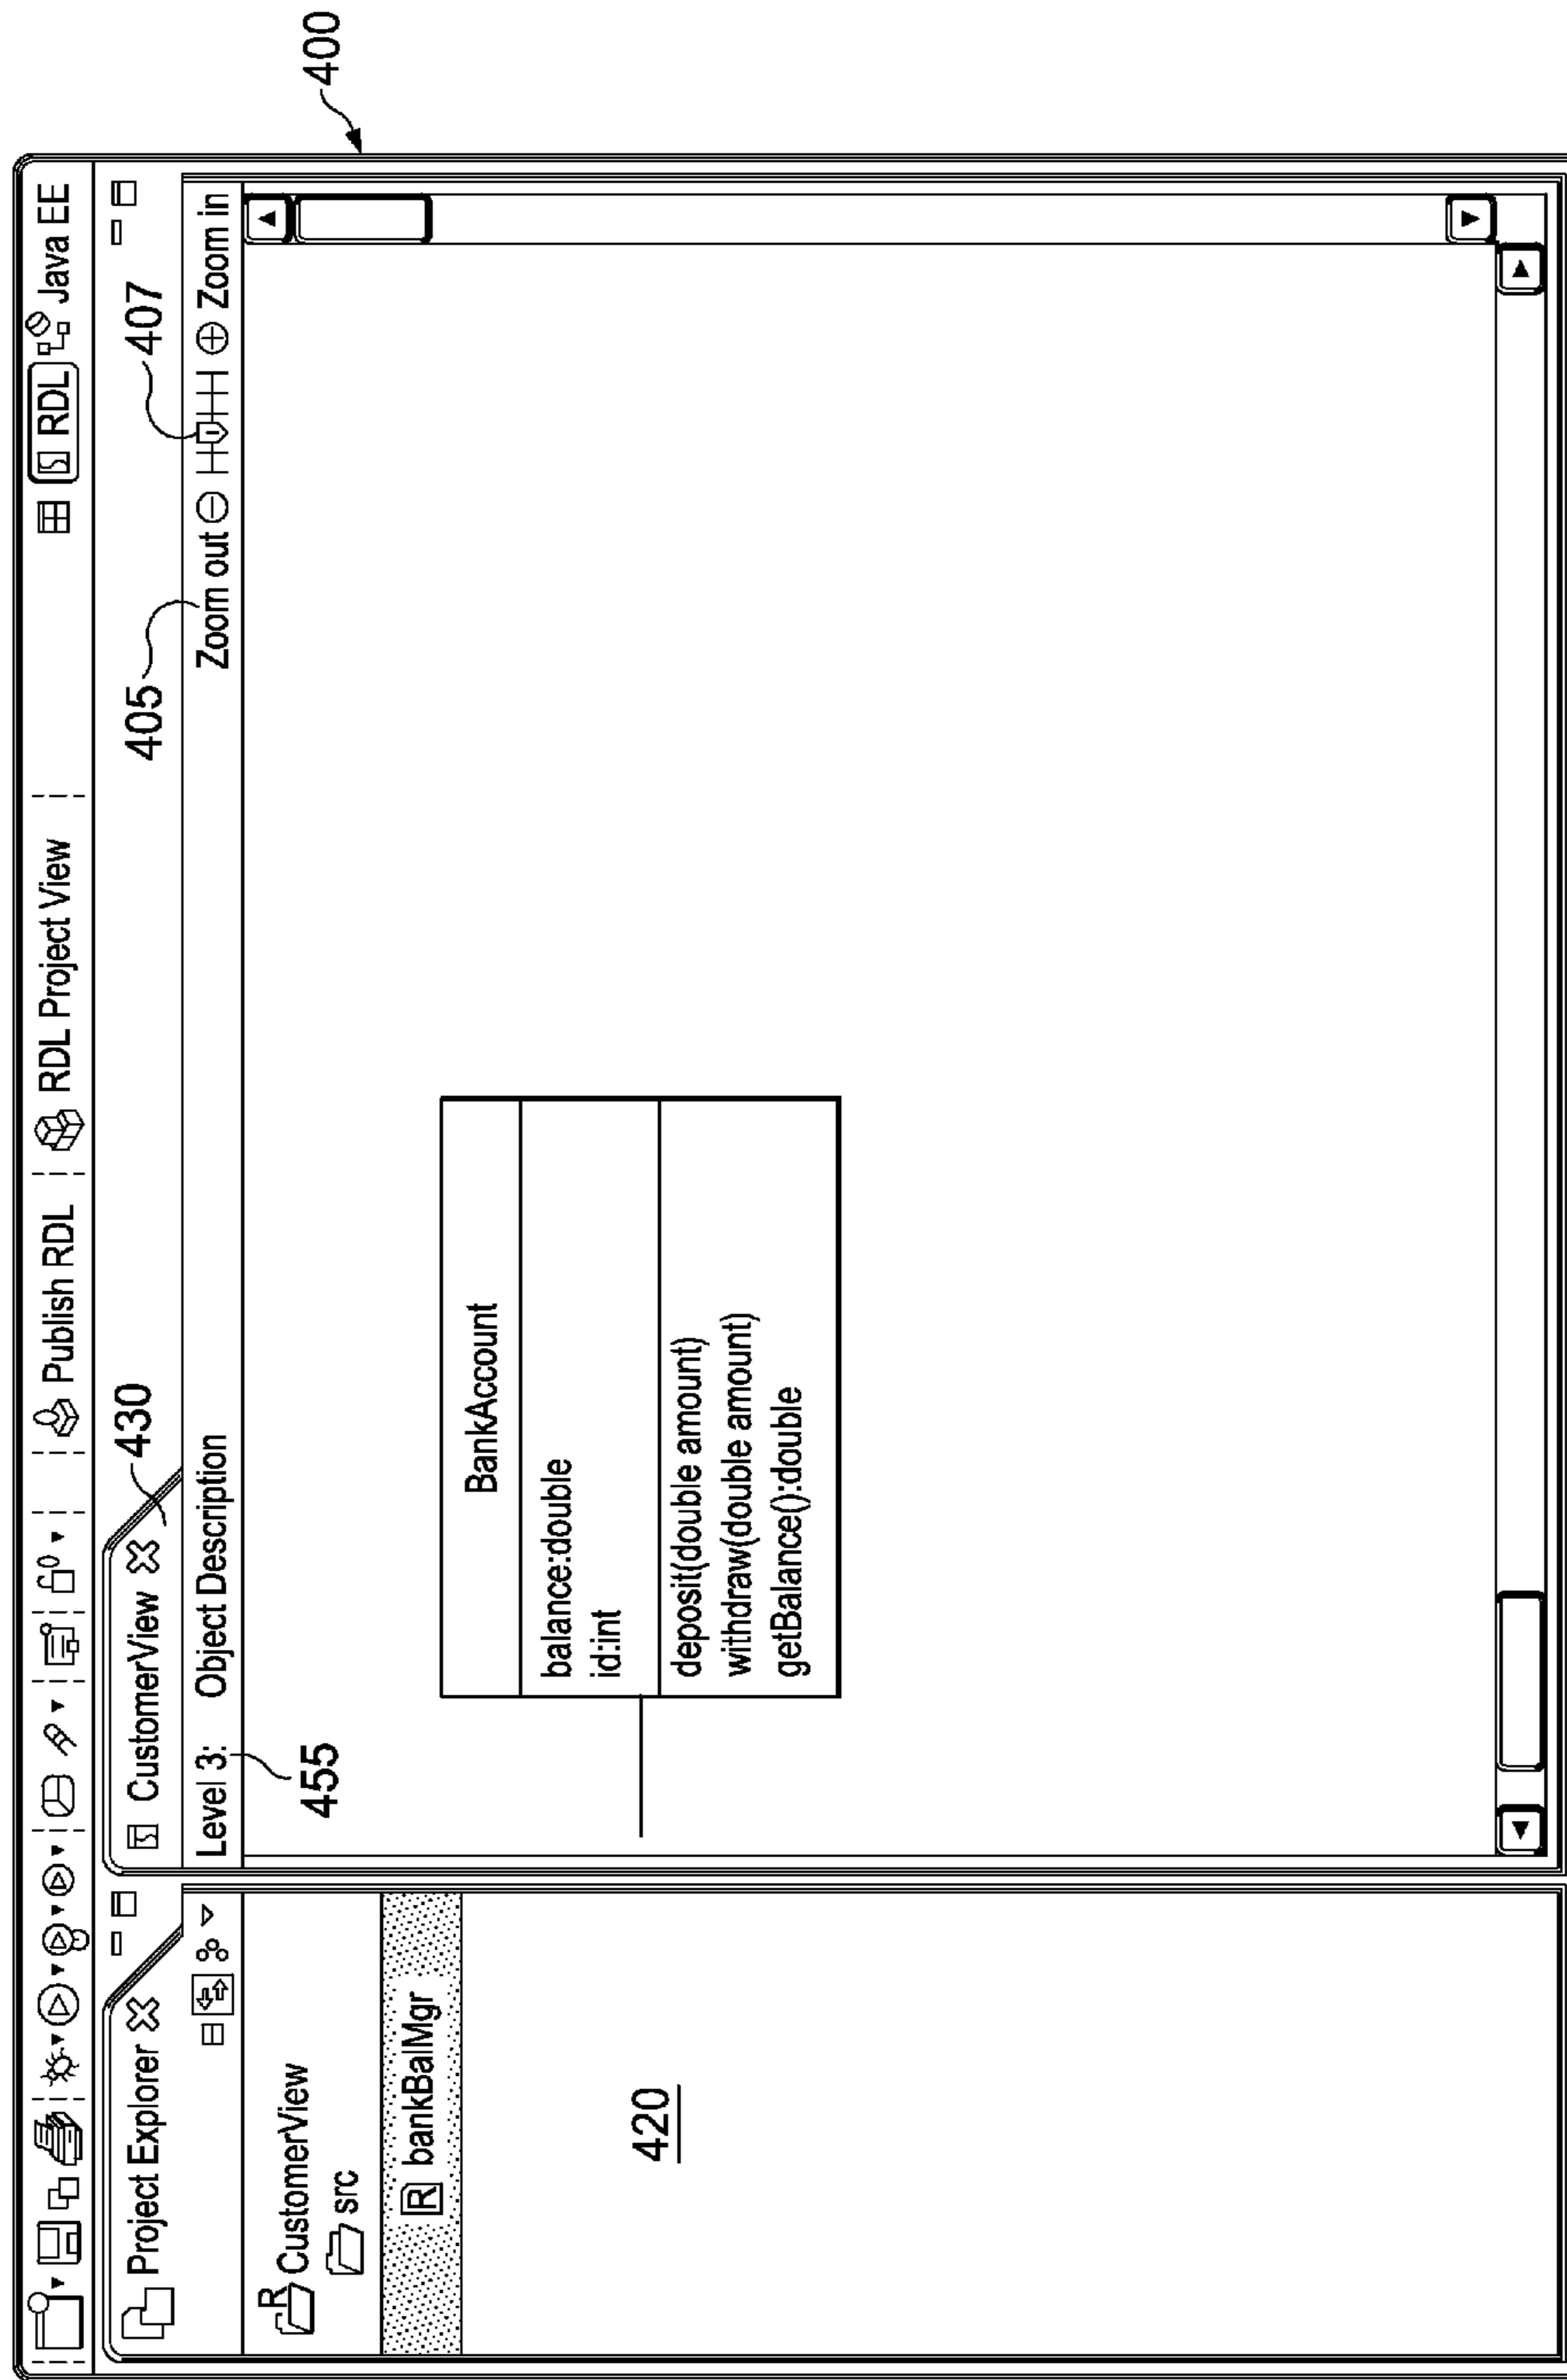 Publish RDL
RDL Project View
RDL
Java EE
400
Project Explorer
CustomerView
430
405
407
Level 3:
Object Description
Zoom out
Zoom in
455
R CustomerView
src
R bankBalMgr
420
BankAccount
balance:double
id:int
deposit(double amount)
withdraw(double amount)
getBalance():double